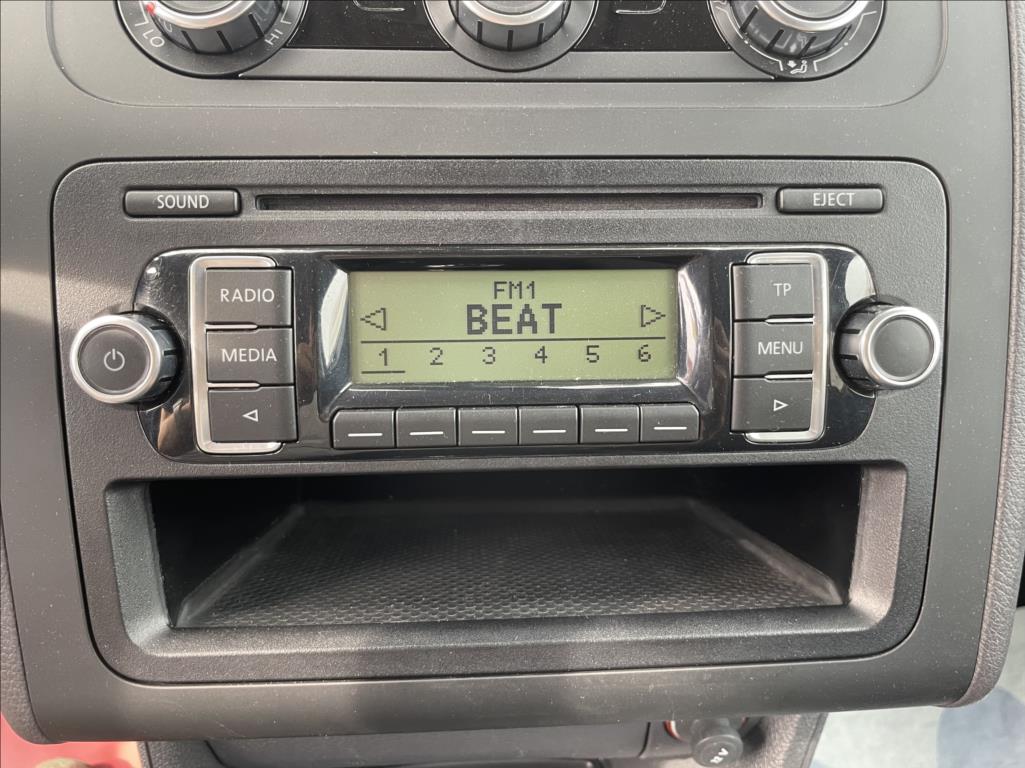 LO
HI
SOUND
EJECT
RADIO
FM1
TP
MEDIA
BEAT
MENU
1 2 3 4 5 6